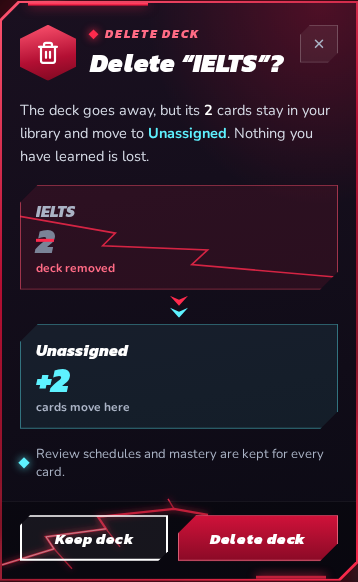 DELETE DECK
Delete “IELTS”?
The deck goes away, but its 2 cards stay in your
library and move to Unassigned. Nothing you
have learned is lost.
IELTS
2
deck removed
Unassigned
+2
cards move here
Review schedules and mastery are kept for every
card.
Keep deck
Delete deck